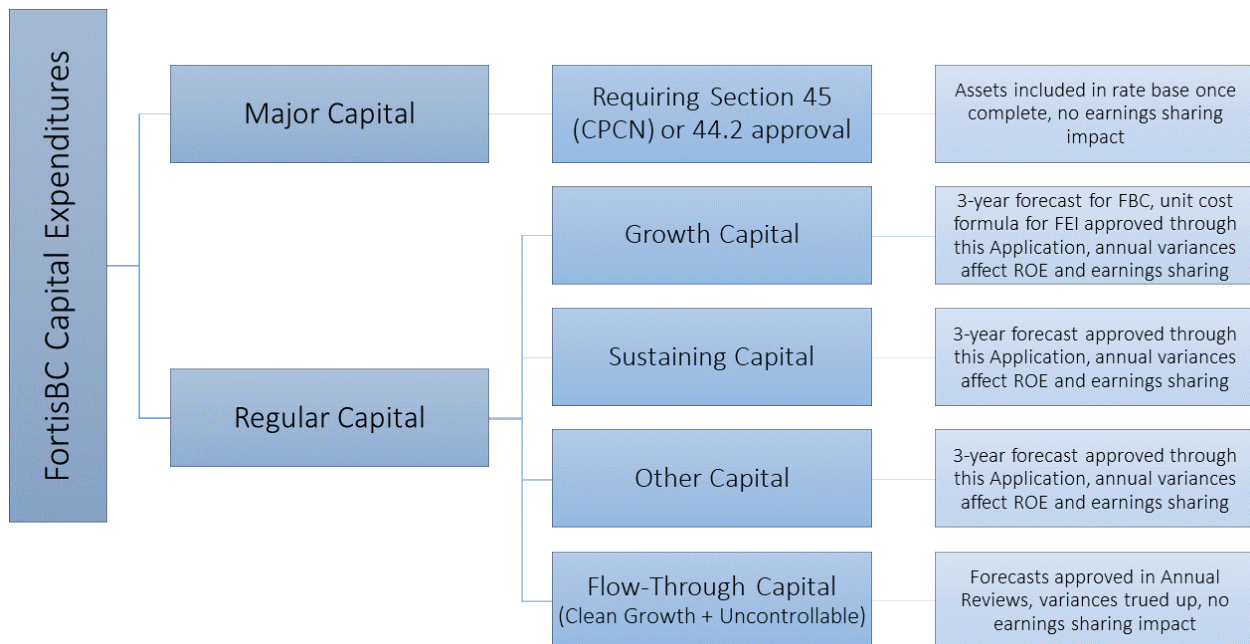 FortisBC Capital Expenditures
Major Capital
Requiring Section 45
(CPCN) or 44.2 approval
Assets included in rate base once
complete, no earnings sharing
impact
Regular Capital
Growth Capital
3-year forecast for FBC, unit cost
formula for FEI approved through
this Application, annual variances
affect ROE and earnings sharing
Sustaining Capital
3-year forecast approved through
this Application, annual variances
affect ROE and earnings sharing
Other Capital
3-year forecast approved through
this Application, annual variances
affect ROE and earnings sharing
Flow-Through Capital
(Clean Growth + Uncontrollable)
Forecasts approved in Annual
Reviews, variances trued up, no
earnings sharing impact